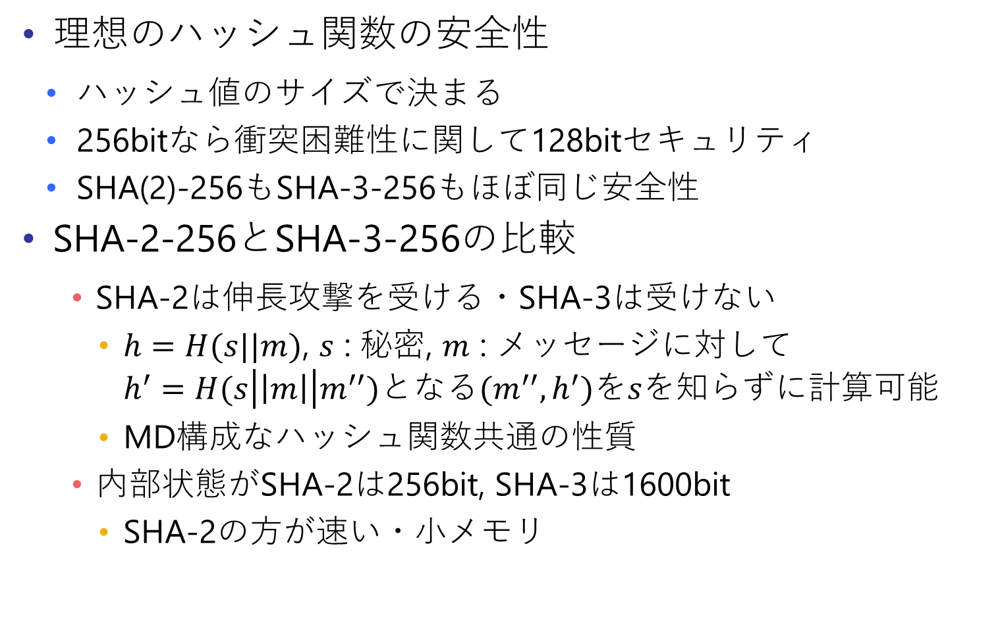 • 理想のハッシュ関数の安全性
• ハッシュ値のサイズで決まる
• 256bitなら衝突困難性に関して128bitセキュリティ
• SHA(2)-256もSHA-3-256もほぼ同じ安全性
• SHA-2-256とSHA-3-256の比較
• SHA-2は伸長攻撃を受ける・SHA-3は受けない
• h = H(s||m), s : 秘密, m : メッセージに対して
h′ = H(s||m||m′′)となる(m′′, h′)をsを知らずに計算可能
• MD構成なハッシュ関数共通の性質
• 内部状態がSHA-2は256bit, SHA-3は1600bit
• SHA-2の方が速い・小メモリ